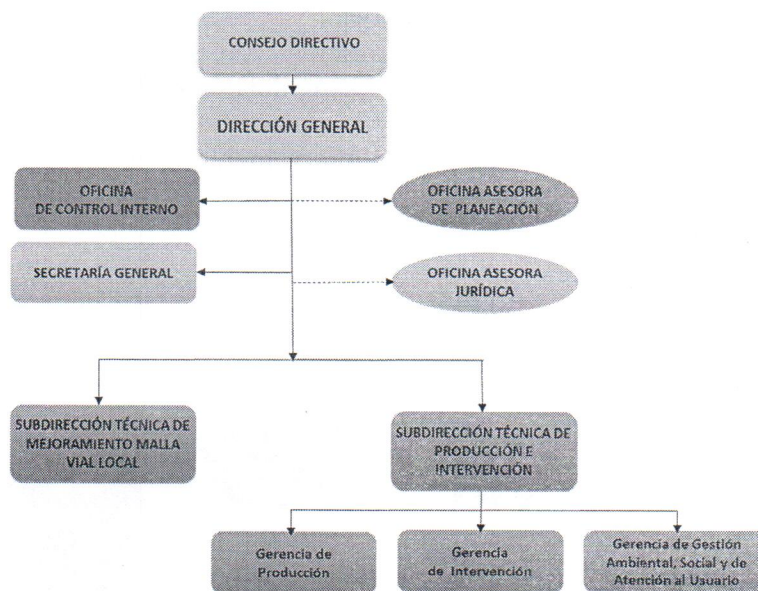 CONSEJO DIRECTIVO
DIRECCIÓN GENERAL
OFICINA
DE CONTROL INTERNO
OFICINA ASESORA
DE PLANEACIÓN
SECRETARÍA GENERAL
OFICINA ASESORA
JURÍDICA
SUBDIRECCIÓN TÉCNICA DE
MEJORAMIENTO MALLA
VIAL LOCAL
SUBDIRECCIÓN TÉCNICA DE
PRODUCCIÓN E
INTERVENCIÓN
Gerencia de
Producción
Gerencia
de Intervención
Gerencia de Gestión
Ambiental, Social y de
Atención al Usuario